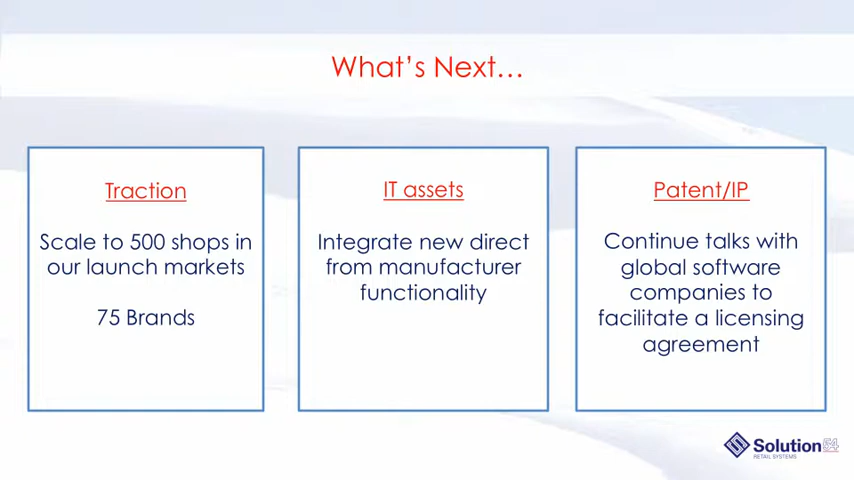 What's Next…
Traction
Scale to 500 shops in
our launch markets
75 Brands
IT assets
Integrate new direct
from manufacturer
functionality
Patent/IP
Continue talks with
global software
companies to
facilitate a licensing
agreement
Solution54
RETAIL SYSTEMS